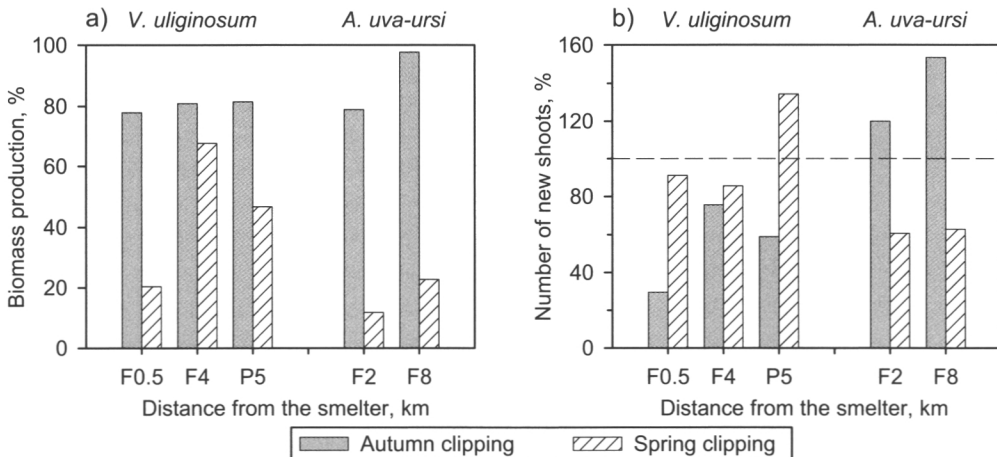 a) V. uliginosum A. uva-ursi
100
80
60
40
20
0
Biomass production, %
F0.5 F4 P5 F2 F8
Distance from the smelter, km
b) V. uliginosum A. uva-ursi
160
120
80
40
0
Number of new shoots, %
F0.5 F4 P5 F2 F8
Distance from the smelter, km
Autumn clipping Spring clipping